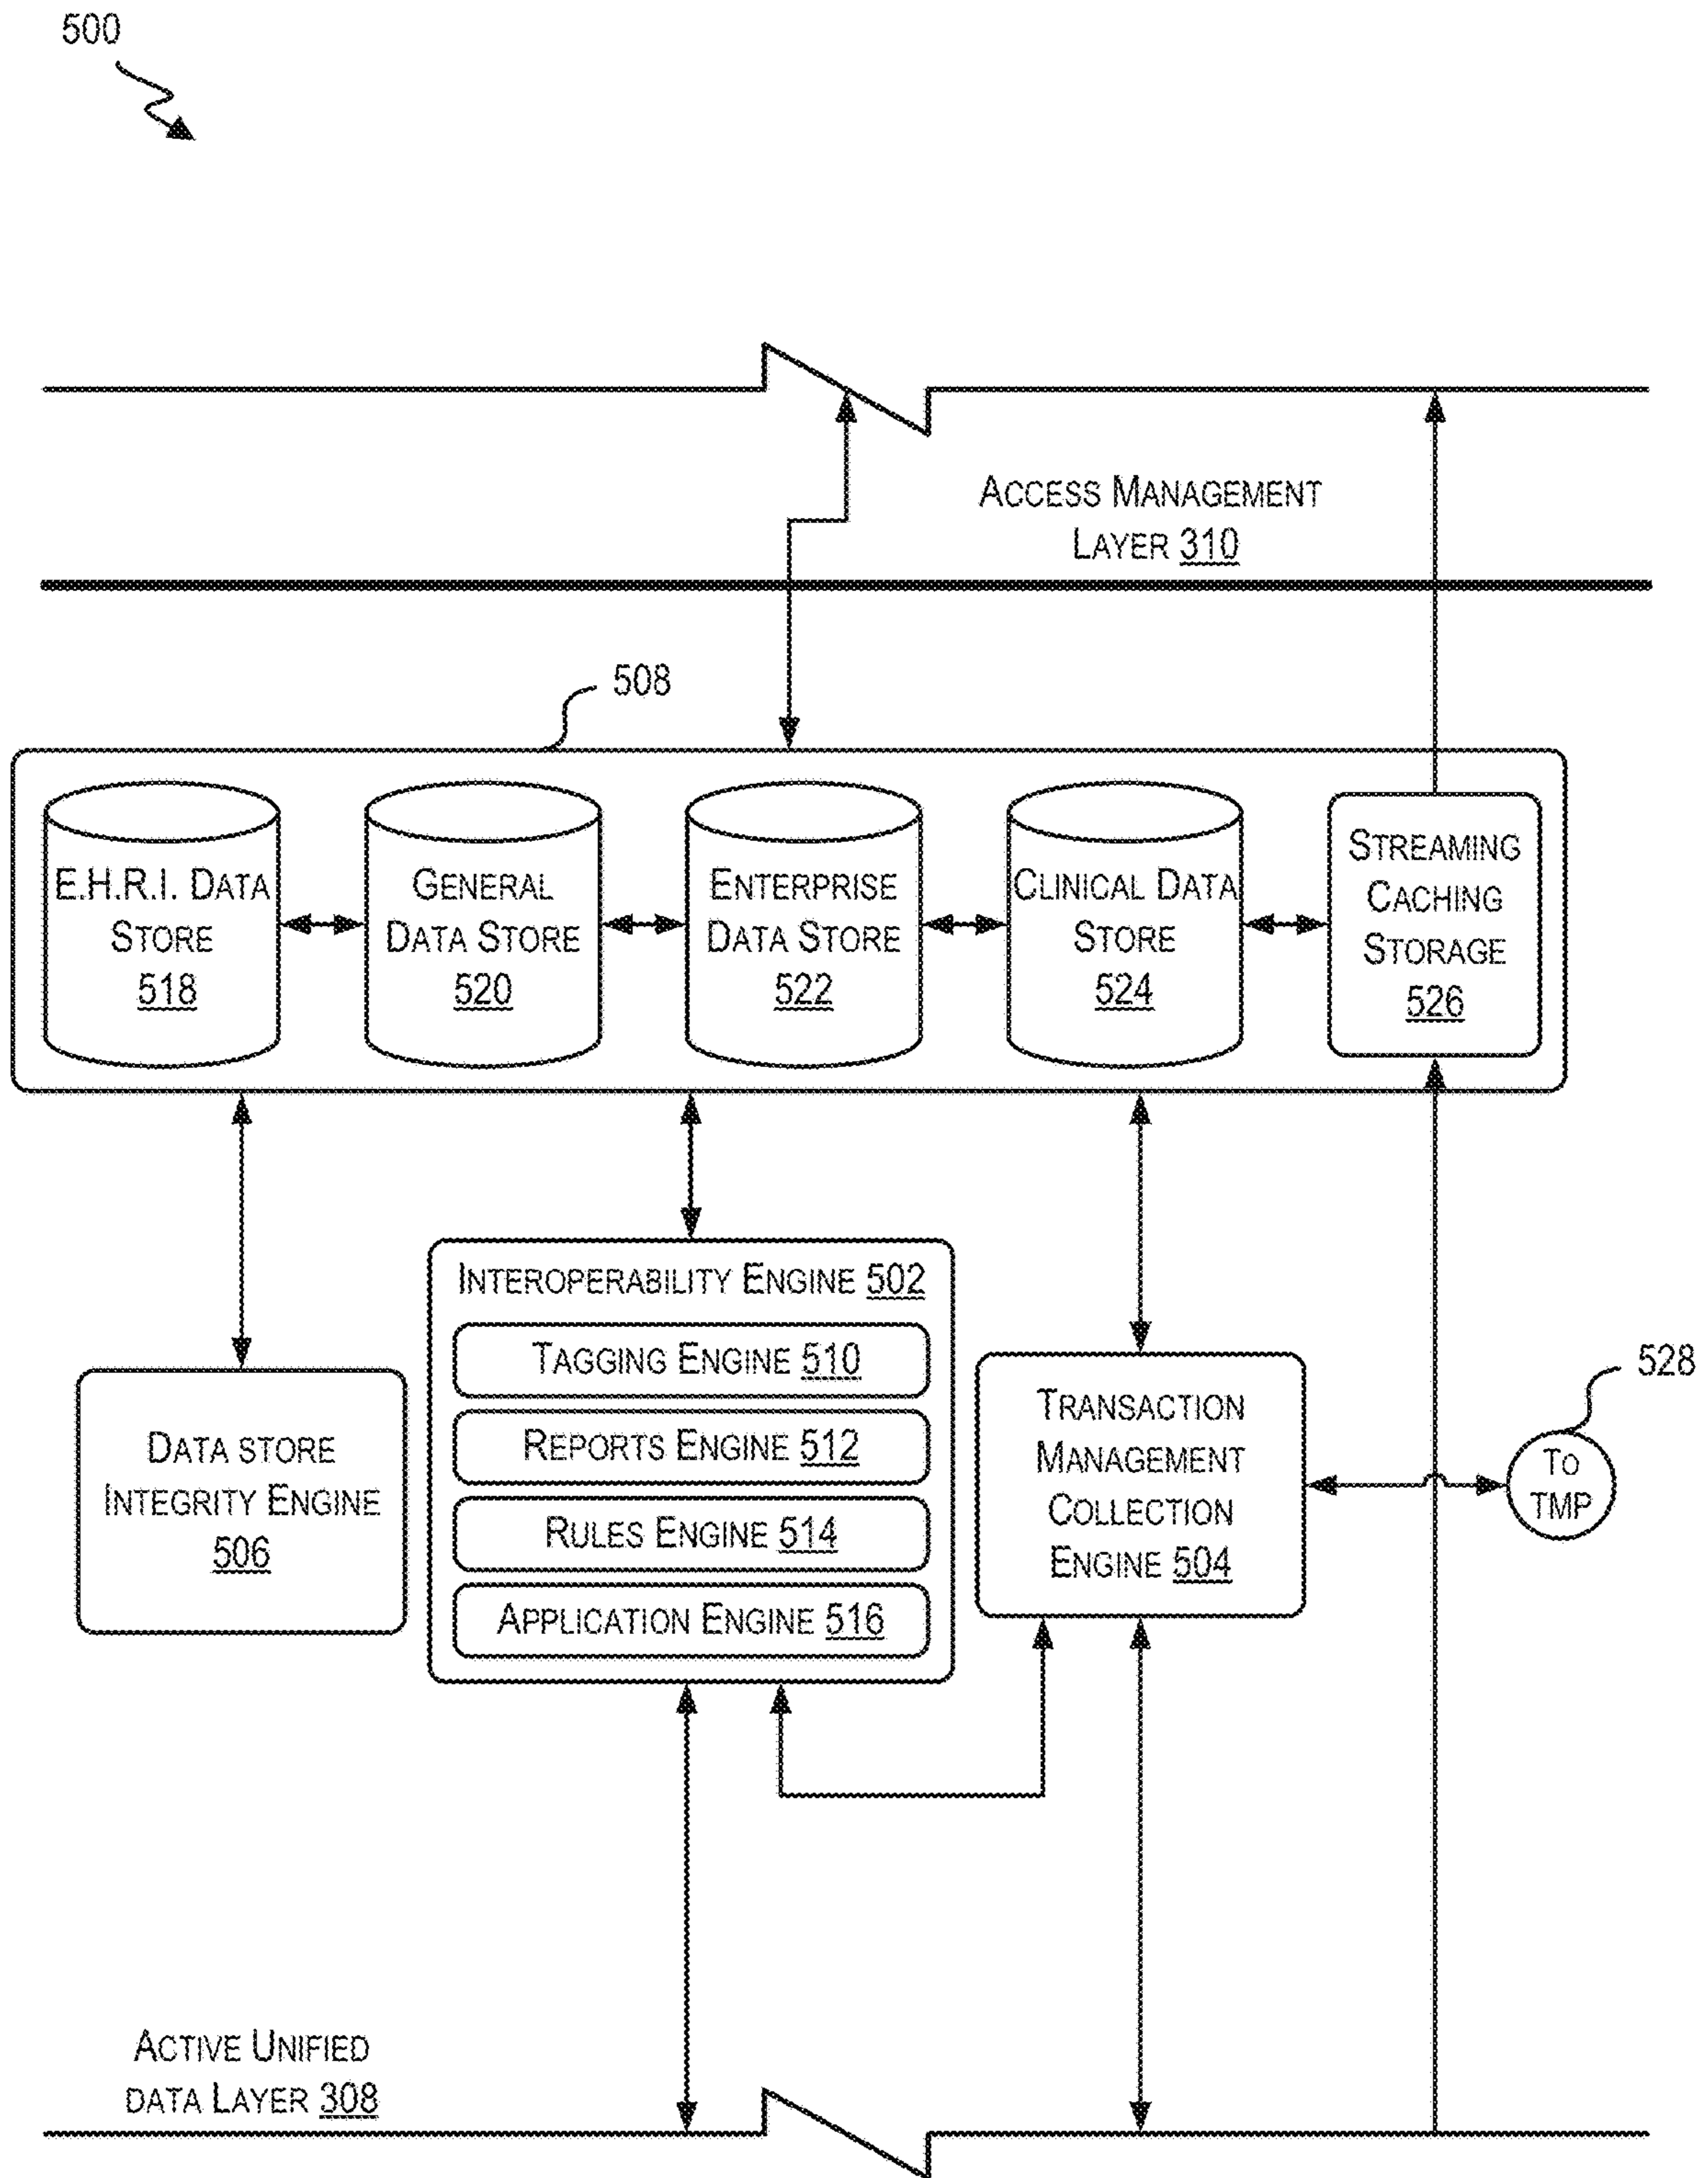 500
ACCESS MANAGEMENT
LAYER 310
508
E.H.R.I. DATA
STORE
518
GENERAL
DATA STORE
520
ENTERPRISE
DATA STORE
522
CLINICAL DATA
STORE
524
STREAMING
CACHING
STORAGE
526
INTEROPERABILITY ENGINE 502
TAGGING ENGINE 510
REPORTS ENGINE 512
RULES ENGINE 514
APPLICATION ENGINE 516
DATA STORE
INTEGRITY ENGINE
506
TRANSACTION
MANAGEMENT
COLLECTION
ENGINE 504
528
TO
TMP
ACTIVE UNIFIED
DATA LAYER 308